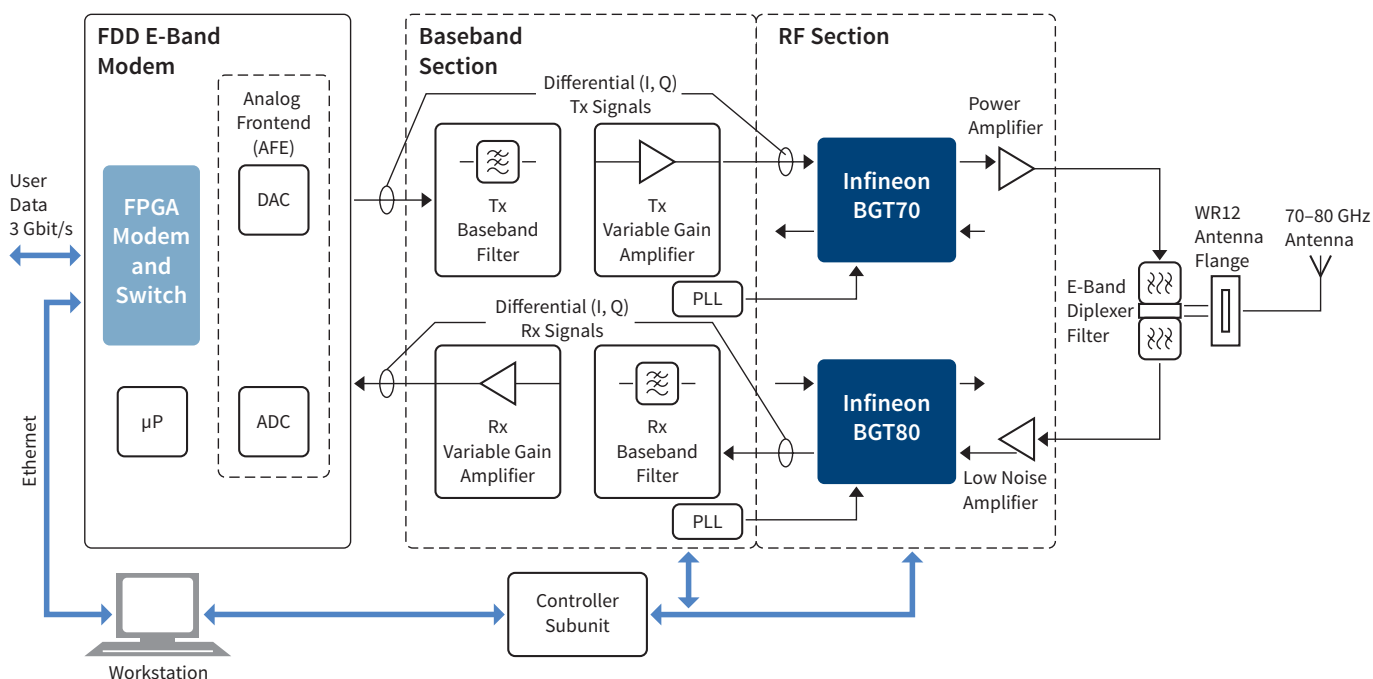 FDD E-Band
Modem
Analog
Frontend
(AFE)
DAC
ADC
FPGA
Modem
and
Switch
µP
User
Data
3 Gbit/s
Ethernet
Baseband
Section
Differential (I, Q)
Tx Signals
Tx
Baseband
Filter
Tx
Variable Gain
Amplifier
PLL
Differential (I, Q)
Rx Signals
Rx
Variable Gain
Amplifier
Rx
Baseband
Filter
PLL
RF Section
Infineon
BGT70
Power
Amplifier
Infineon
BGT80
Low Noise
Amplifier
E-Band
Diplexer
Filter
WR12
Antenna
Flange
70–80 GHz
Antenna
Controller
Subunit
Workstation